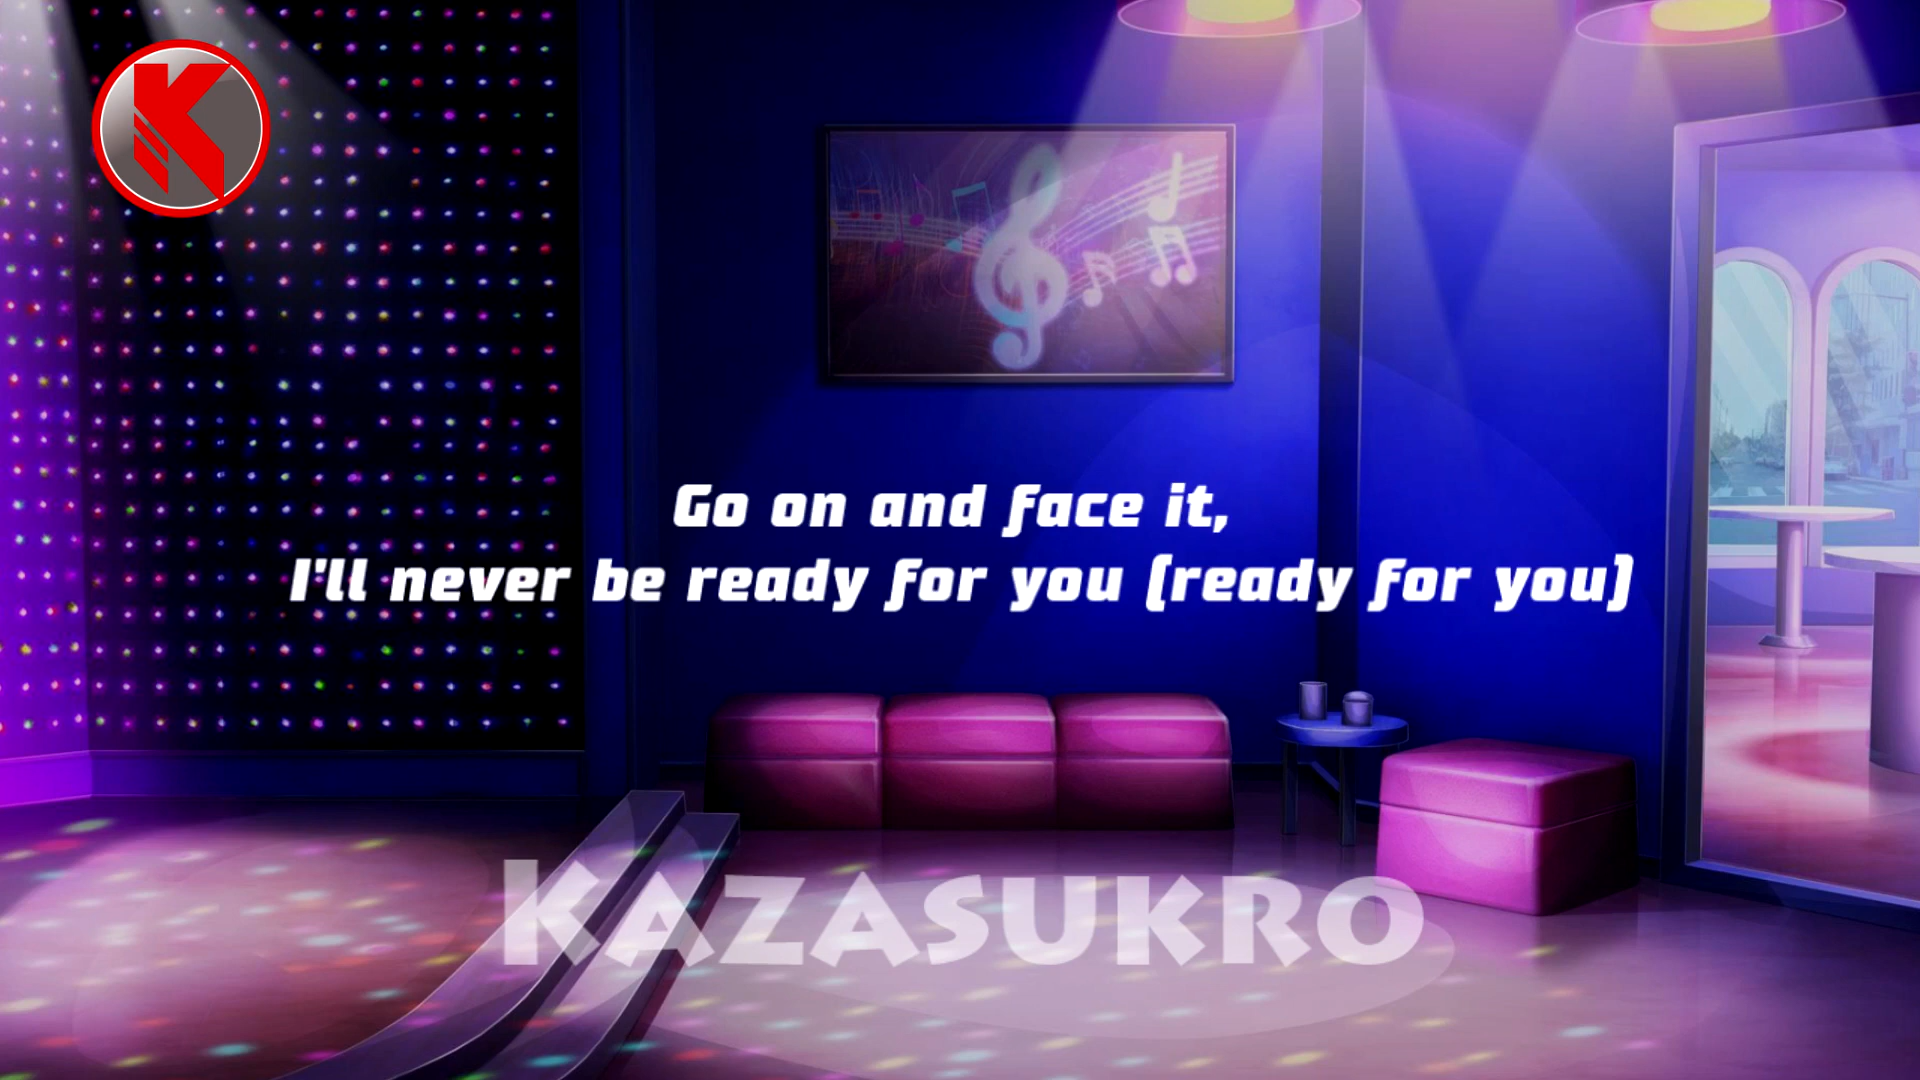 K
Go on and face it,
I'll never be ready for you (ready for you)
KAZASUKRO